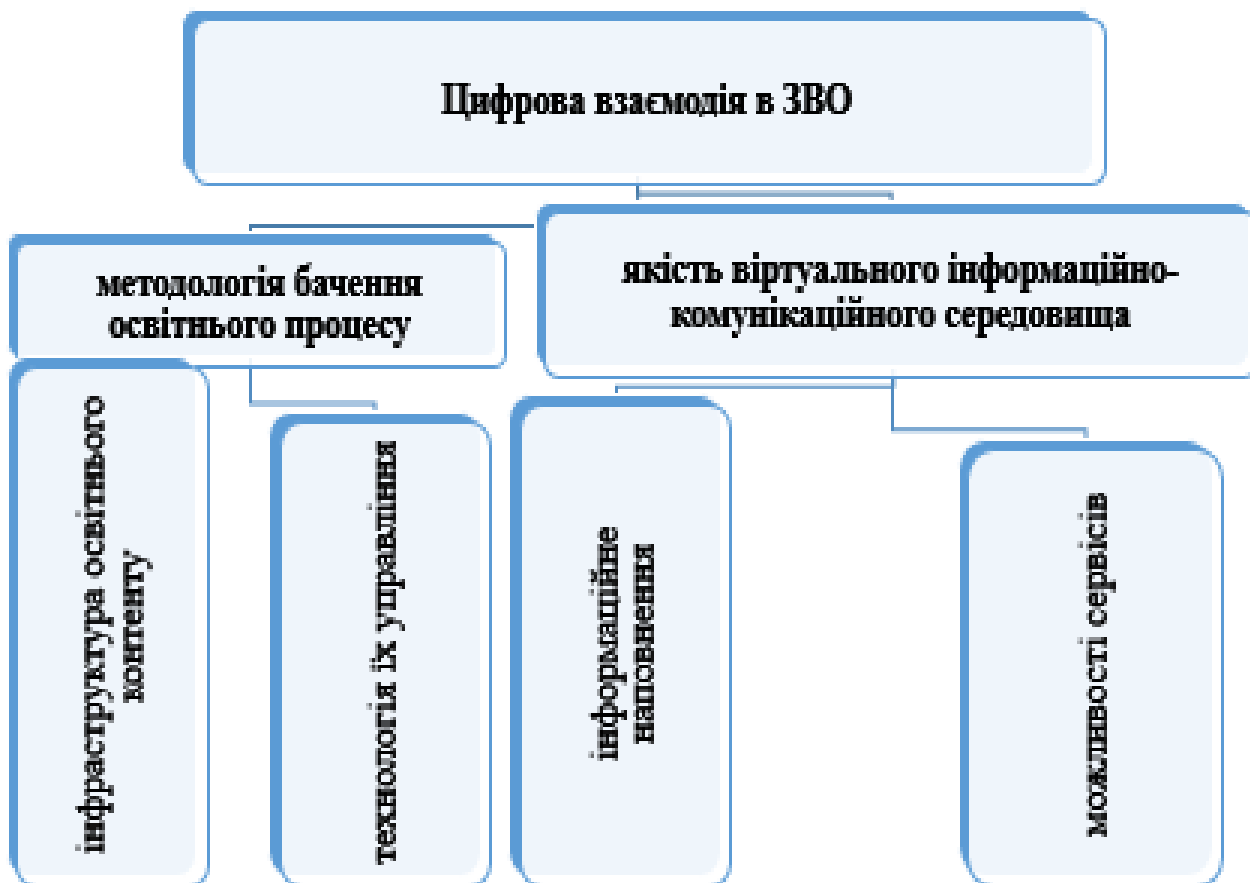 Цифрова взаємодія в ЗВО
методологія бачення
освітнього процесу
якість віртуального інформаційно-
комунікаційного середовища
інфраструктура освітнього
контенту
технологія їх управління
інформаційне
наповнення
можливості сервісів